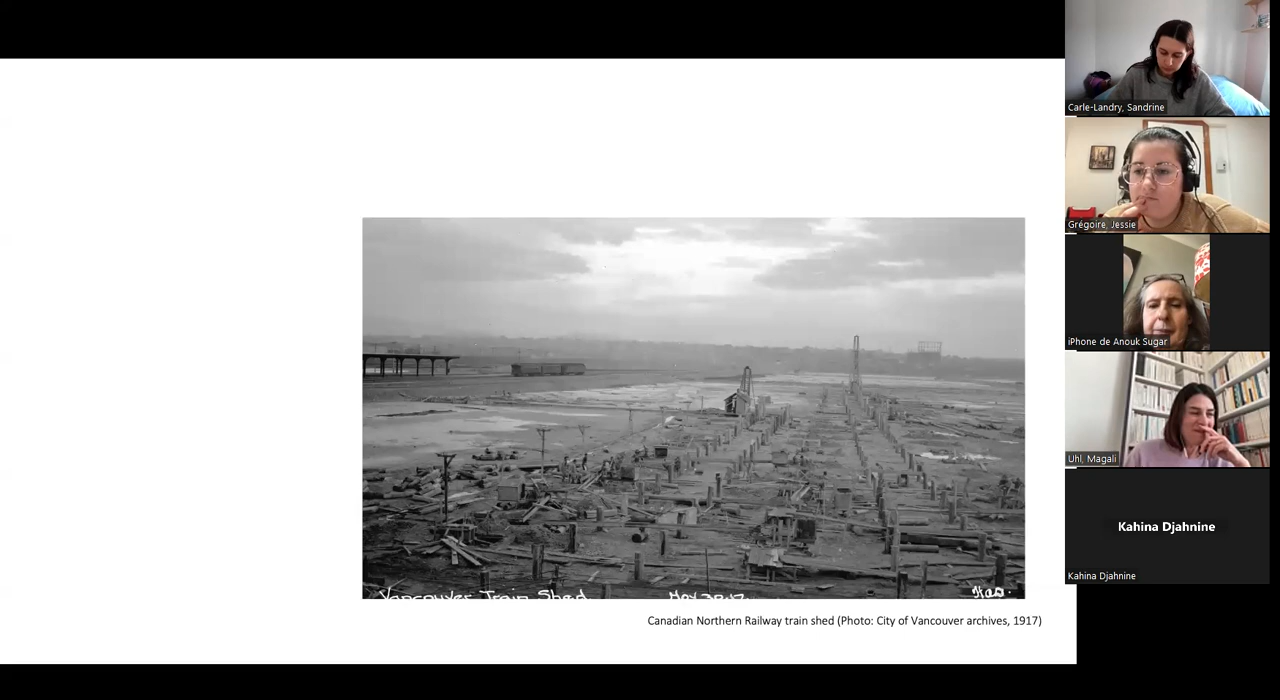 Carle-Landry, Sandrine
Grégoire, Jessie
iPhone de Anouk Sugar
Uhl, Magali
Kahina Djahnine
Kahina Djahnine
Vancouver Train Shed
Canadian Northern Railway train shed (Photo: City of Vancouver archives, 1917)